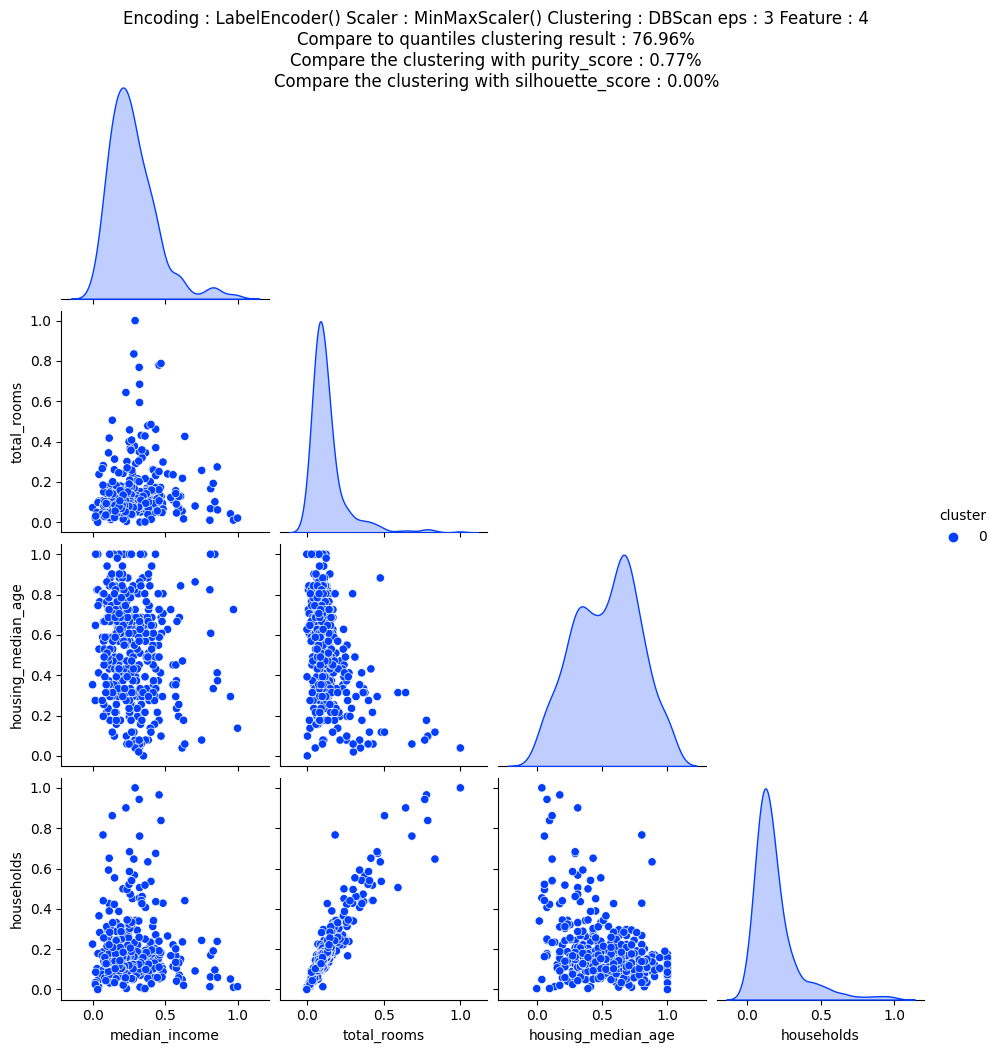 Encoding : LabelEncoder() Scaler : MinMaxScaler() Clustering : DBScan eps : 3 Feature : 4
Compare to quantiles clustering result : 76.96%
Compare the clustering with purity_score : 0.77%
Compare the clustering with silhouette_score : 0.00%
1.0
0.8
0.6
0.4
0.2
0.0
total_rooms
cluster
0
1.0
0.8
0.6
0.4
0.2
0.0
housing_median_age
1.0
0.8
0.6
0.4
0.2
0.0
households
0.0 0.5 1.0 0.0 0.5 1.0 0.0 0.5 1.0 0.0 0.5 1.0
median_income total_rooms housing_median_age households